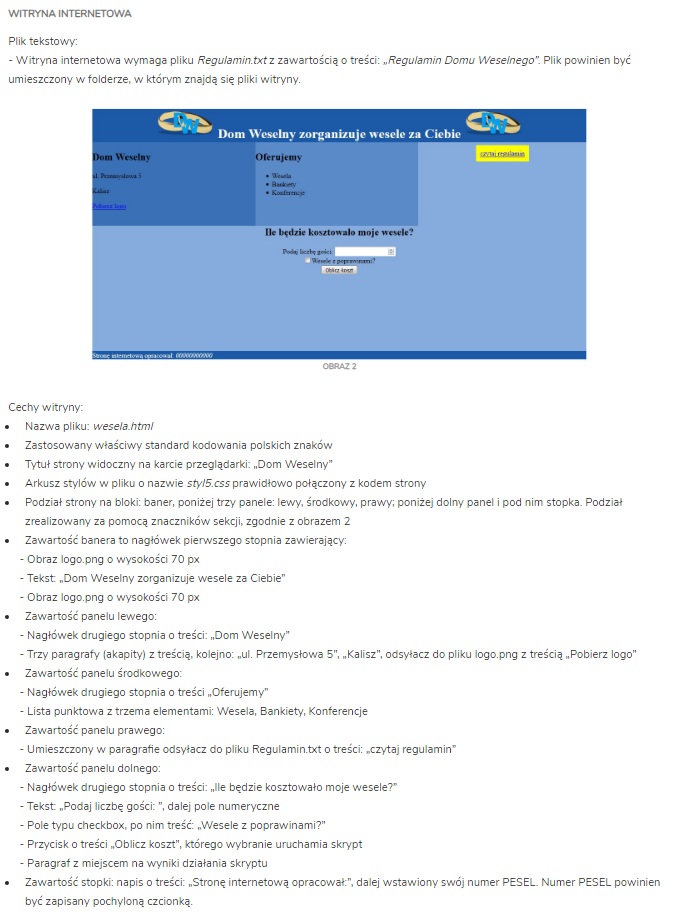 WITRYNA INTERNETOWA
Plik tekstowy:
- Witryna internetowa wymaga pliku Regulamin.txt z zawartością o treści: „Regulamin Domu Weselnego”. Plik powinien być
umieszczony w folderze, w którym znajdą się pliki witryny.
Dom Weselny zorganizuje wesele za Ciebie
Dom Weselny
ul. Przemysłowa 5
Kalisz
Pobierz logo
Oferujemy
• Wesela
• Bankiety
• Konferencje
czytaj regulamin
Ile będzie kosztowało moje wesele?
Podaj liczbę gości:
Wesele z poprawinami?
Oblicz koszt
Stronę internetową opracował: 00000000000
OBRAZ 2
Cechy witryny:
• Nazwa pliku: wesela.html
• Zastosowany właściwy standard kodowania polskich znaków
• Tytuł strony widoczny na karcie przeglądarki: „Dom Weselny”
• Arkusz stylów w pliku o nazwie styl5.css prawidłowo połączony z kodem strony
• Podział strony na bloki: baner, poniżej trzy panele: lewy, środkowy, prawy; poniżej dolny panel i pod nim stopka. Podział
zrealizowany za pomocą znaczników sekcji, zgodnie z obrazem 2
• Zawartość banera to nagłówek pierwszego stopnia zawierający:
- Obraz logo.png o wysokości 70 px
- Tekst: „Dom Weselny zorganizuje wesele za Ciebie”
- Obraz logo.png o wysokości 70 px
• Zawartość panelu lewego:
- Nagłówek drugiego stopnia o treści: „Dom Weselny”
- Trzy paragrafy (akapity) z treścią, kolejno: „ul. Przemysłowa 5”, „Kalisz”, odsyłacz do pliku logo.png z treścią „Pobierz logo”
• Zawartość panelu środkowego:
- Nagłówek drugiego stopnia o treści „Oferujemy”
- Lista punktowa z trzema elementami: Wesela, Bankiety, Konferencje
• Zawartość panelu prawego:
- Umieszczony w paragrafie odsyłacz do pliku Regulamin.txt o treści: „czytaj regulamin”
• Zawartość panelu dolnego:
- Nagłówek drugiego stopnia o treści: „Ile będzie kosztowało moje wesele?”
- Tekst: „Podaj liczbę gości: ”, dalej pole numeryczne
- Pole typu checkbox, po nim treść: „Wesele z poprawinami?”
- Przycisk o treści „Oblicz koszt”, którego wybranie uruchamia skrypt
- Paragraf z miejscem na wyniki działania skryptu
• Zawartość stopki: napis o treści: „Stronę internetową opracował:”, dalej wstawiony swój numer PESEL. Numer PESEL powinien
być zapisany pochyloną czcionką.